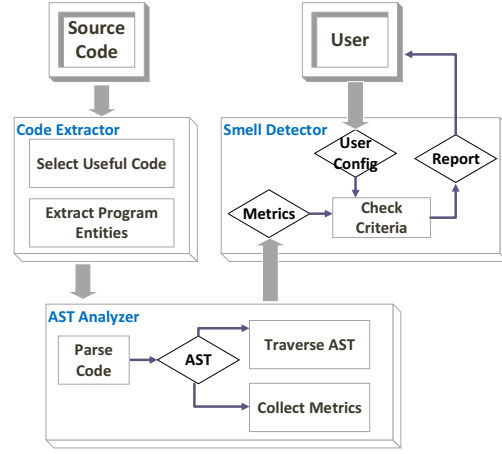 Source
Code
User
Code Extractor
Select Useful Code
Extract Program
Entities
Smell Detector
User
Config
Report
Metrics
Check
Criteria
AST Analyzer
Parse
Code
AST
Traverse AST
Collect Metrics